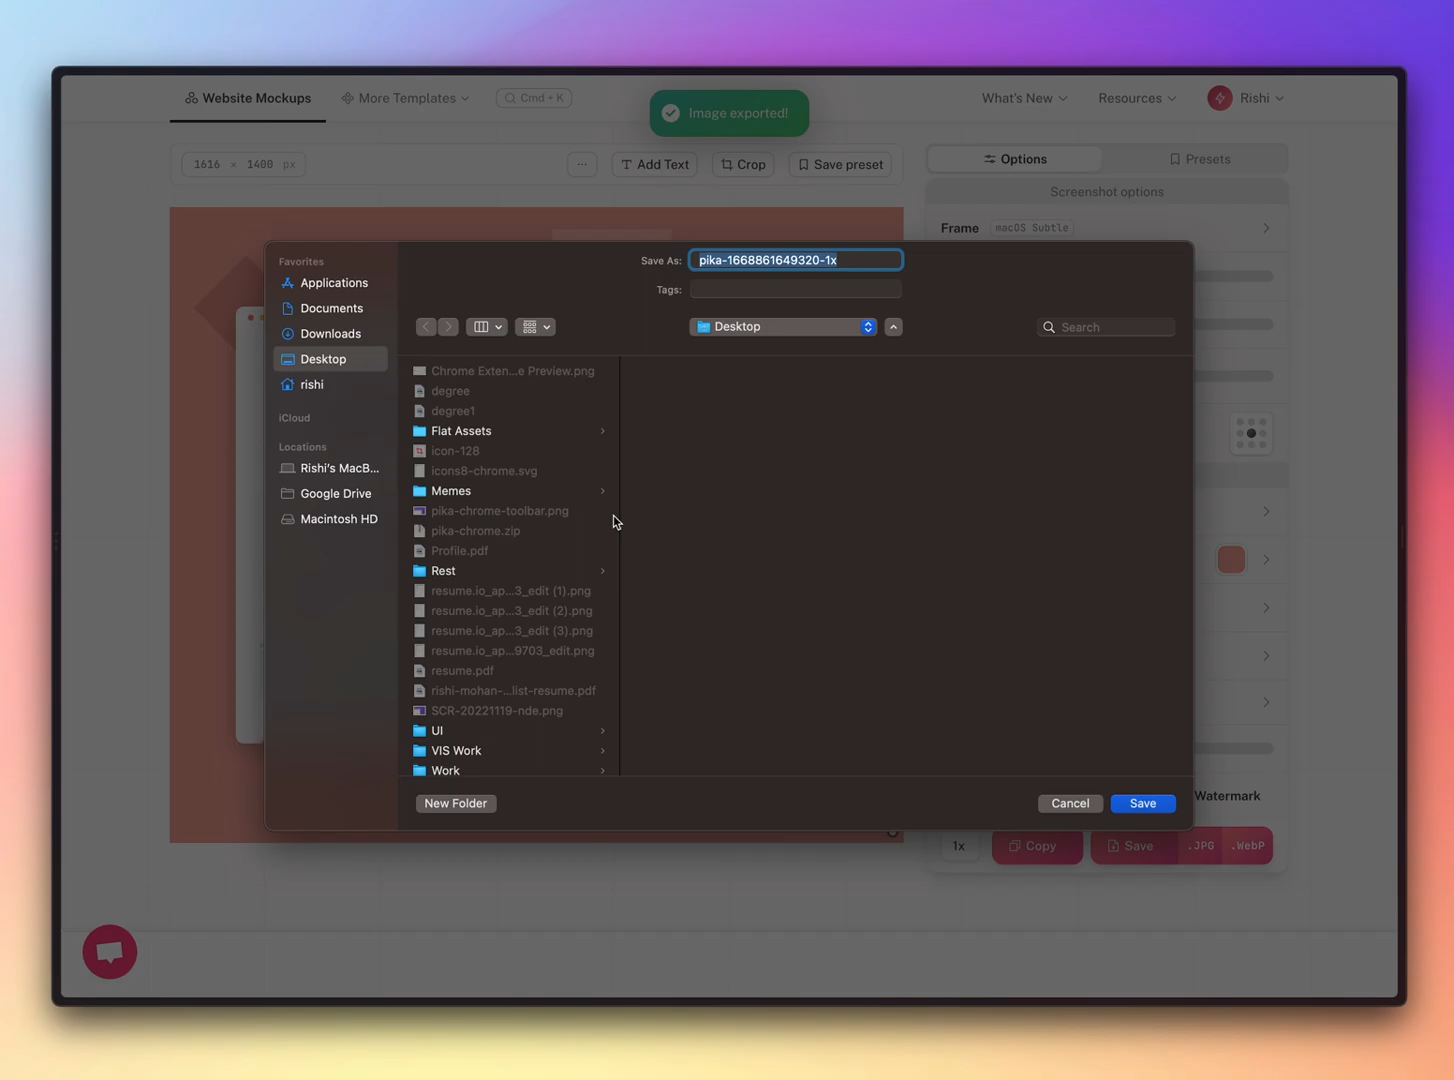 Website Mockups
More Templates
Cmd + K
Image exported!
What's New
Resources
Rishi
1616 × 1400 px
...
Add Text
Crop
Save preset
Options
Presets
Screenshot options
Frame
macOS Subtle
Favorites
Applications
Documents
Downloads
Desktop
rishi
iCloud
Locations
Rishi's MacB...
Google Drive
Macintosh HD
Save As:
pika-1668861649320-1x
Tags:
Desktop
Search
Chrome Exten...e Preview.png
degree
degree1
Flat Assets
icon-128
icons8-chrome.svg
Memes
pika-chrome-toolbar.png
pika-chrome.zip
Profile.pdf
Rest
resume.io_ap...3_edit (1).png
resume.io_ap...3_edit (2).png
resume.io_ap...3_edit (3).png
resume.io_ap...9703_edit.png
resume.pdf
rishi-mohan-...list-resume.pdf
SCR-20221119-nde.png
UI
VIS Work
Work
New Folder
Cancel
Save
Watermark
1x
Copy
Save
.JPG
.WebP